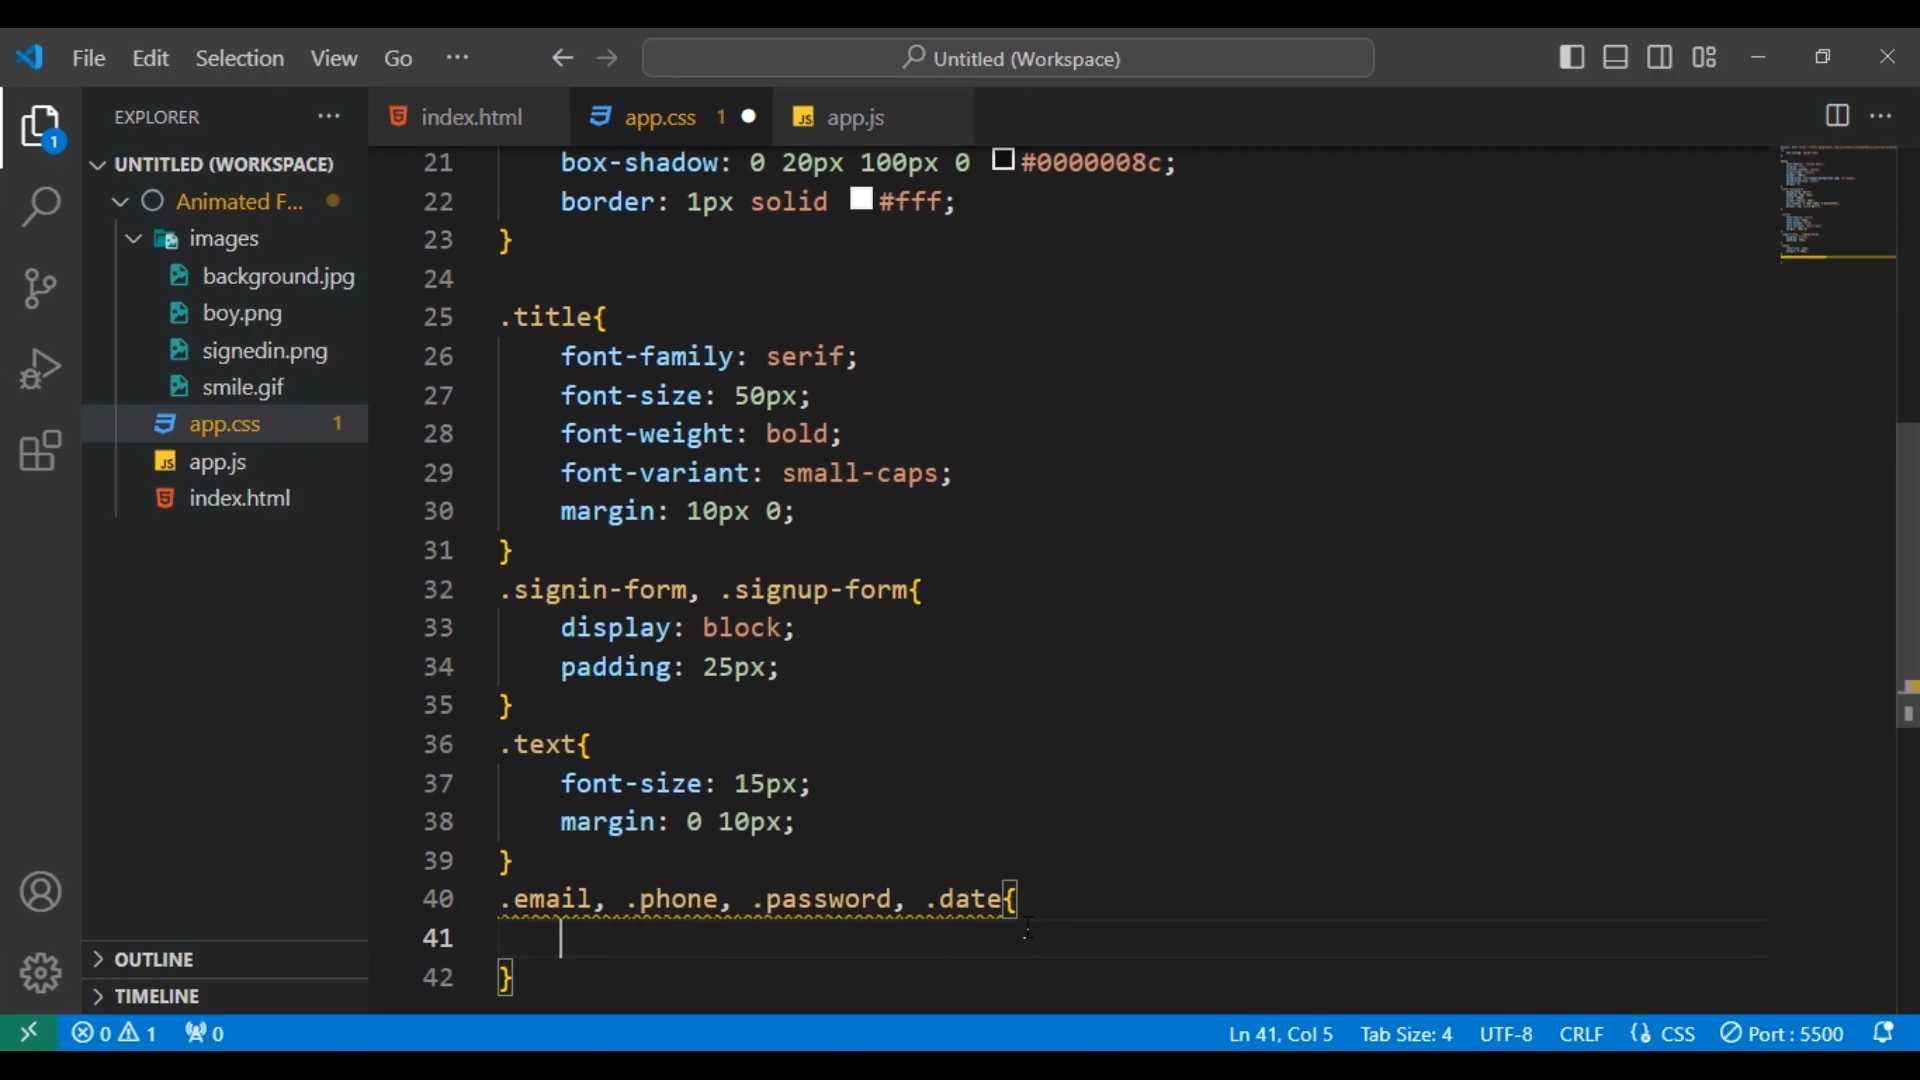 File Edit Selection View Go ··· Untitled (Workspace)
EXPLORER ···
index.html
app.css 1
JS app.js
1
UNTITLED (WORKSPACE)
Animated F...
images
background.jpg
boy.png
signedin.png
smile.gif
app.css 1
JS app.js
index.html
OUTLINE
TIMELINE
21 box-shadow: 0 20px 100px 0 #0000008c;
22 border: 1px solid #fff;
23 }
24
25 .title{
26 font-family: serif;
27 font-size: 50px;
28 font-weight: bold;
29 font-variant: small-caps;
30 margin: 10px 0;
31 }
32 .signin-form, .signup-form{
33 display: block;
34 padding: 25px;
35 }
36 .text{
37 font-size: 15px;
38 margin: 0 10px;
39 }
40 .email, .phone, .password, .date{
41
42 }
0 1 0 Ln 41, Col 5 Tab Size: 4 UTF-8 CRLF CSS Port : 5500